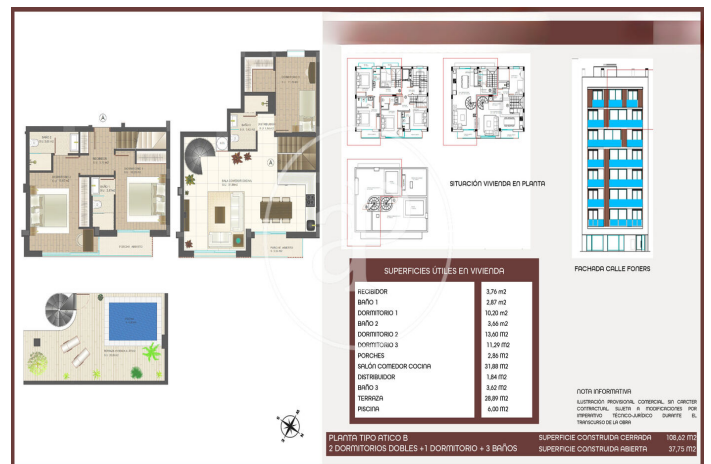 SITUACIÓN VIVIENDA EN PLANTA
FACHADA CALLE FONERS
SUPERFICIES ÚTILES EN VIVIENDA
RECIBIDOR 3,76 m2
BAÑO 1 2,87 m2
DORMITORIO 1 10,20 m2
BAÑO 2 3,66 m2
DORMITORIO 2 13,60 m2
DORMITORIO 3 11,29 m2
PORCHES 2,86 m2
SALÓN COMEDOR COCINA 31,88 m2
DISTRIBUIDOR 1,84 m2
BAÑO 3 3,62 m2
TERRAZA 28,89 M2
PISCINA 6,00 M2
NOTA INFORMATIVA
ILUSTRACIÓN PROVISIONAL COMERCIAL, SIN CARÁCTER
CONTRACTUAL, SUJETA A MODIFICACIONES POR
IMPERATIVO TÉCNICO-JURÍDICO DURANTE EL
TRANSCURSO DE LA OBRA
PLANTA TIPO ATICO B
2 DORMITORIOS DOBLES +1 DORMITORIO + 3 BAÑOS
SUPERFICIE CONSTRUIDA CERRADA 108,62 M2
SUPERFICIE CONSTRUIDA ABIERTA 37,75 M2